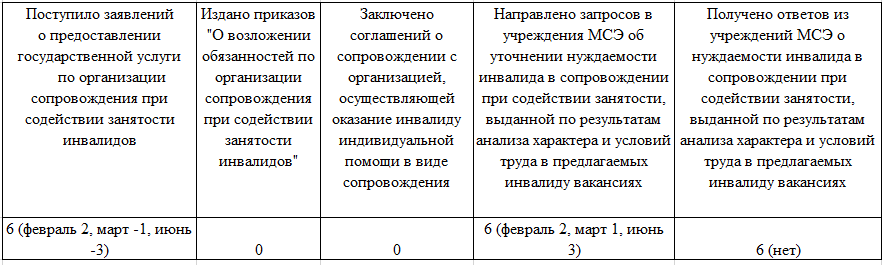 Поступило заявлений
о предоставлении
государственной услуги
по организации
сопровождения при
содействии занятости
инвалидов
Издано приказов
"О возложении
обязанностей по
организации
сопровождения
при содействии
занятости
инвалидов"
Заключено
соглашений о
сопровождении с
организацией,
осуществляющей
оказание инвалиду
индивидуальной
помощи в виде
сопровождения
Направлено запросов в
учреждения МСЭ об
уточнении нуждаемости
инвалида в сопровождении
при содействии занятости,
выданной по результатам
анализа характера и условий
труда в предлагаемых
инвалиду вакансиях
Получено ответов из
учреждений МСЭ о
нуждаемости инвалида в
сопровождении при
содействии занятости,
выданной по результатам
анализа характера и условий
труда в предлагаемых
инвалиду вакансиях
6 (февраль 2, март -1, июнь
-3)
0
0
6 (февраль 2, март 1, июнь
3)
6 (нет)